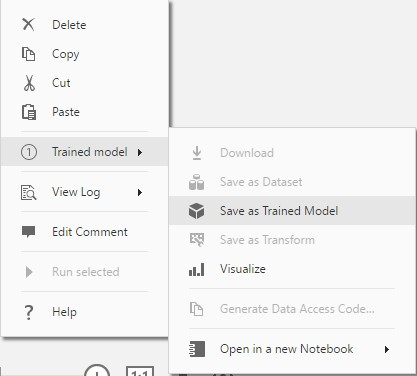 Delete
Copy
Cut
Paste
1 Trained model
View Log
Edit Comment
Run selected
? Help
Download
Save as Dataset
Save as Trained Model
Save as Transform
Visualize
Generate Data Access Code...
Open in a new Notebook
1:1